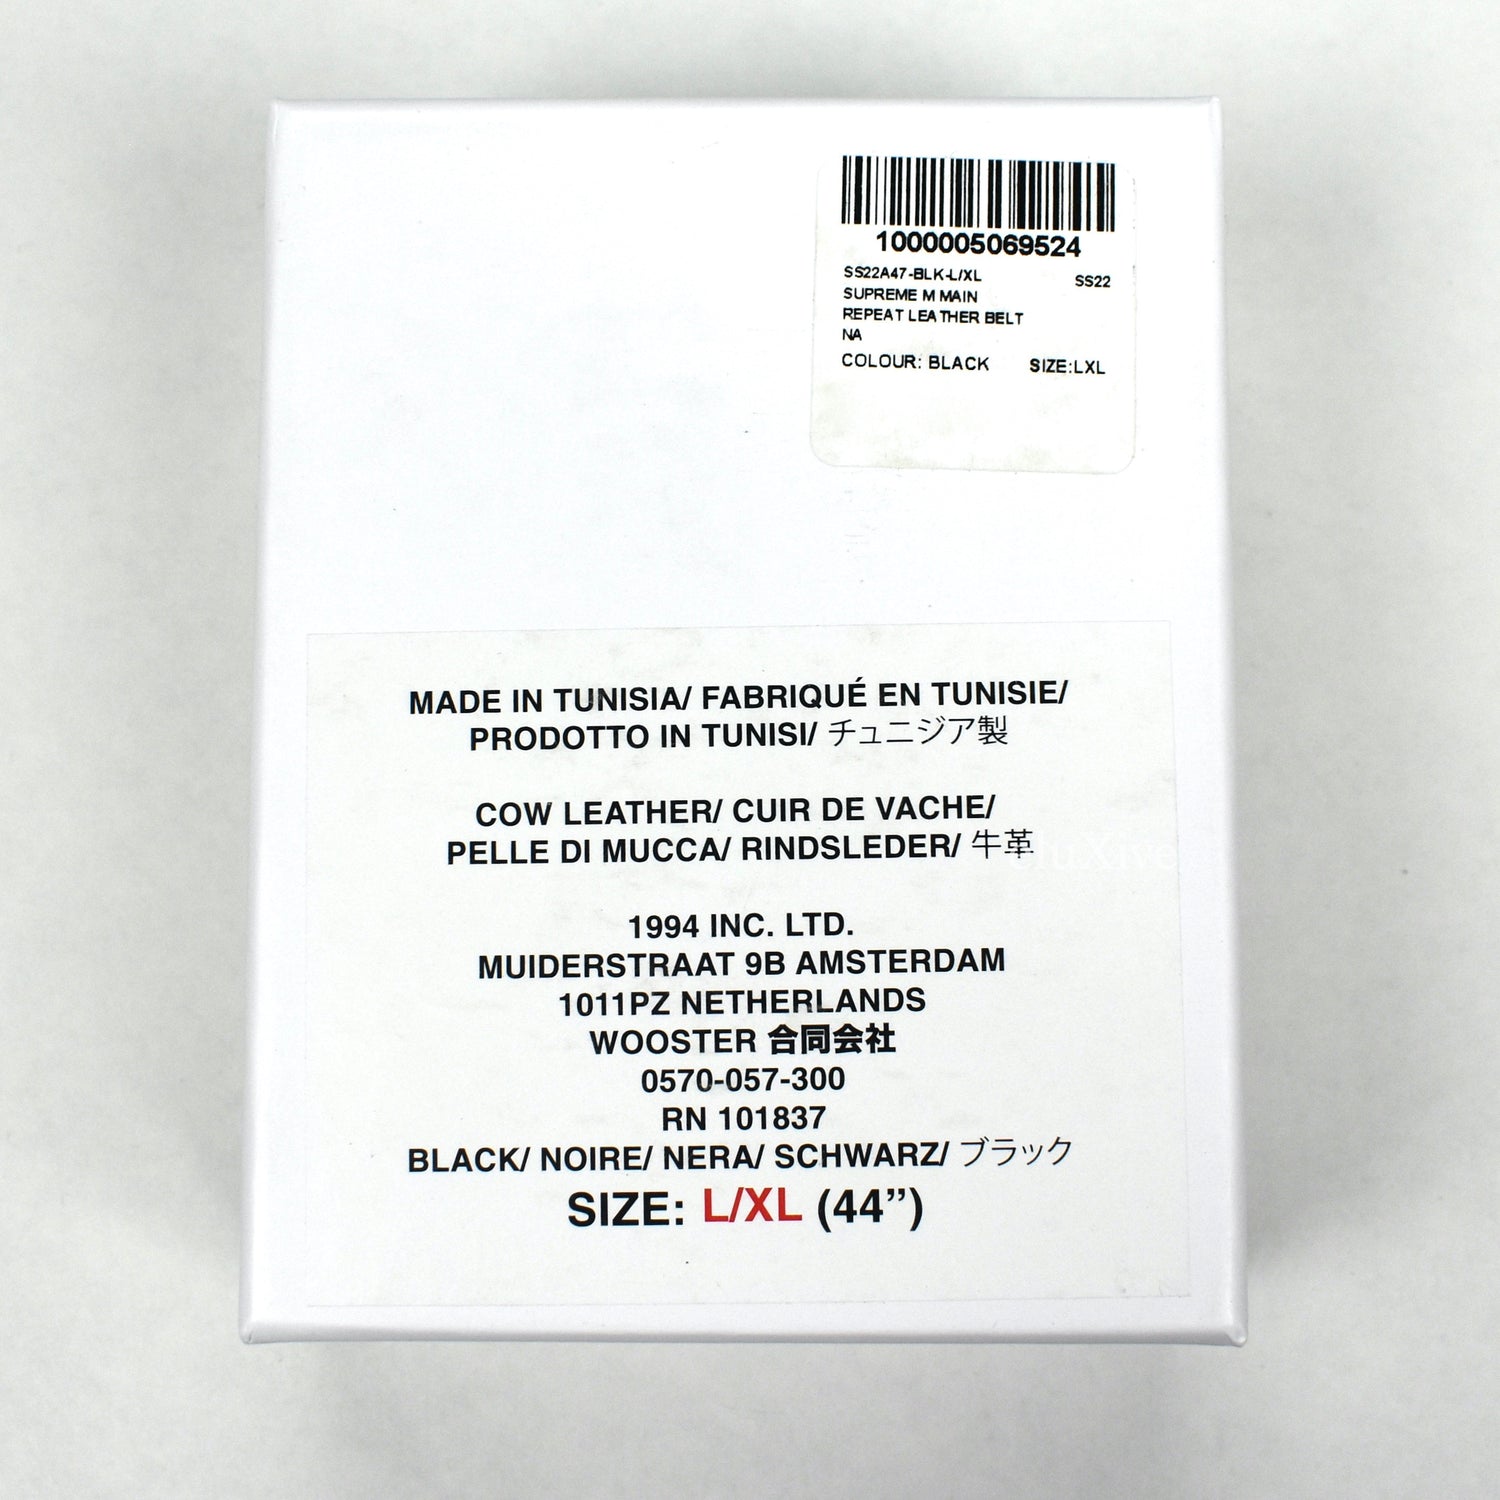 1000005069524
SS22A47-BLK-L/XL SS22
SUPREME M MAIN
REPEAT LEATHER BELT
NA
COLOUR: BLACK SIZE:LXL
MADE IN TUNISIA/ FABRIQUÉ EN TUNISIE/
PRODOTTO IN TUNISI/ チュニジア製
COW LEATHER/ CUIR DE VACHE/
PELLE DI MUCCA/ RINDSLEDER/ 牛革
1994 INC. LTD.
MUIDERSTRAAT 9B AMSTERDAM
1011PZ NETHERLANDS
WOOSTER 合同会社
0570-057-300
RN 101837
BLACK/ NOIRE/ NERA/ SCHWARZ/ ブラック
SIZE: L/XL (44”)